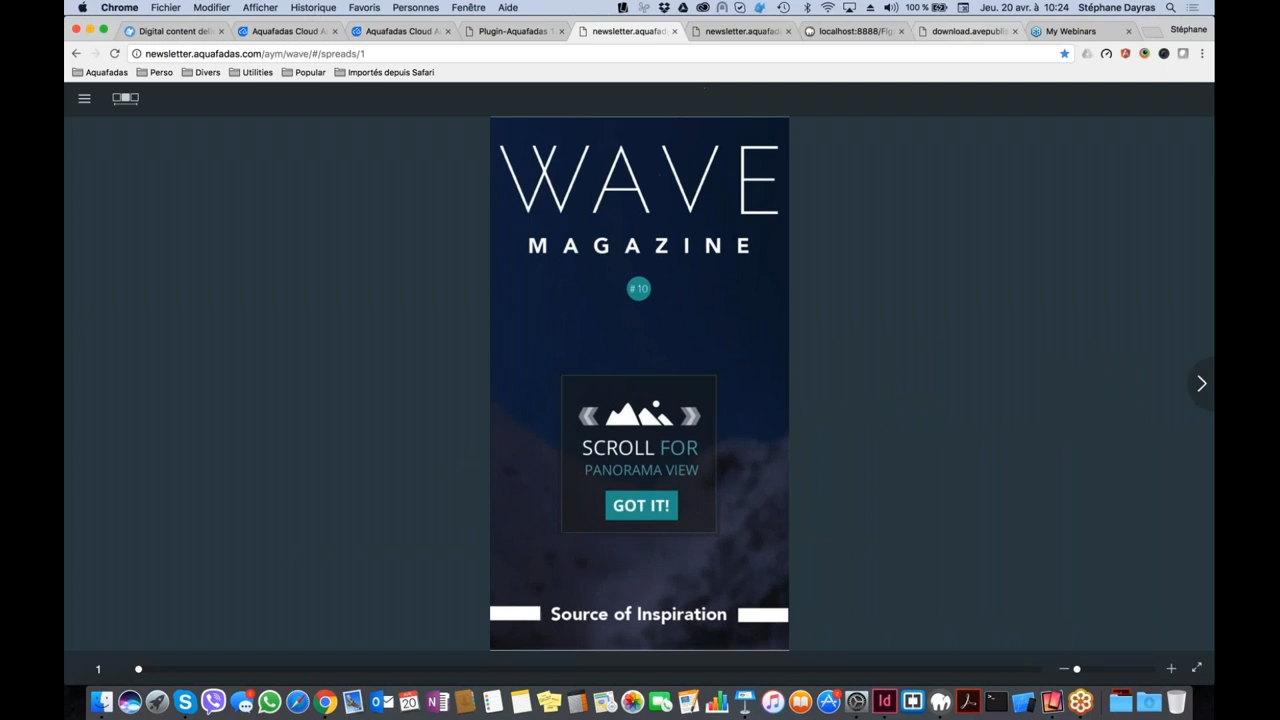 Chrome Fichier Modifier Afficher Historique Favoris Personnes Fenêtre Aide 100 % Jeu. 20 avr. à 10:24 Stéphane Dayras
Digital content del Aquafadas Cloud A Aquafadas Cloud A Plugin-Aquafadas newsletter.aquafad newsletter.aquafad localhost:8888/Fig download.avepublis My Webinars Stéphane
newsletter.aquafadas.com/aym/wave/#/spreads/1
Aquafadas Perso Divers Utilities Popular Importés depuis Safari
WAVE
MAGAZINE
#10
SCROLL FOR
PANORAMA VIEW
GOT IT!
Source of Inspiration
1